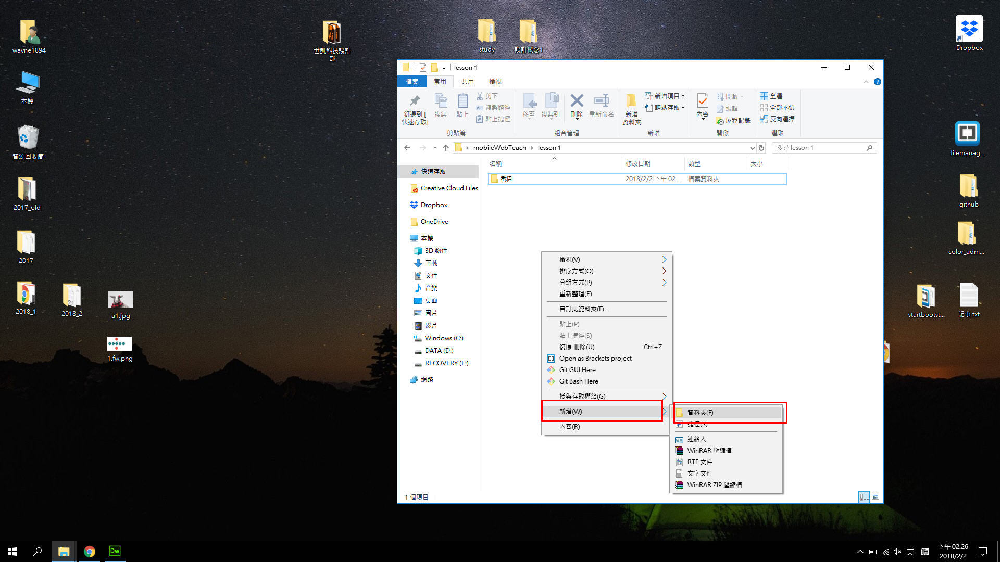 wayne1894
本機
資源回收筒
2017_old
2017
2018_1
2018_2
a1.jpg
1.fw.png
世凱科技設計
部
study
設計概念1
Dropbox
filemanag...
github
color_adm...
startbootst...
記事.txt
lesson 1
檔案
常用
共用
檢視
釘選到 [
快速存取]
複製
貼上
剪下
複製路徑
貼上捷徑
剪貼簿
移至
複製到
刪除
重新命名
組合管理
新增
資料夾
新增項目
輕鬆存取
新增
內容
開啟
編輯
歷程記錄
開啟
全選
全部不選
反向選擇
選取
mobileWebTeach
lesson 1
搜尋 lesson 1
名稱
修改日期
類型
大小
截圖
2018/2/2 下午 02...
檔案資料夾
快速存取
Creative Cloud Files
Dropbox
OneDrive
本機
3D 物件
下載
文件
音樂
桌面
圖片
影片
Windows (C:)
DATA (D:)
RECOVERY (E:)
網路
檢視(V)
排序方式(O)
分組方式(P)
重新整理(E)
自訂此資料夾(F)...
貼上(P)
貼上捷徑(S)
復原 刪除(U) Ctrl+Z
Open as Brackets project
Git GUI Here
Git Bash Here
授與存取權給(G)
新增(W)
內容(R)
資料夾(F)
捷徑(S)
連絡人
WinRAR 壓縮檔
RTF 文件
文字文件
WinRAR ZIP 壓縮檔
1 個項目
Dw
英
下午 02:26
2018/2/2